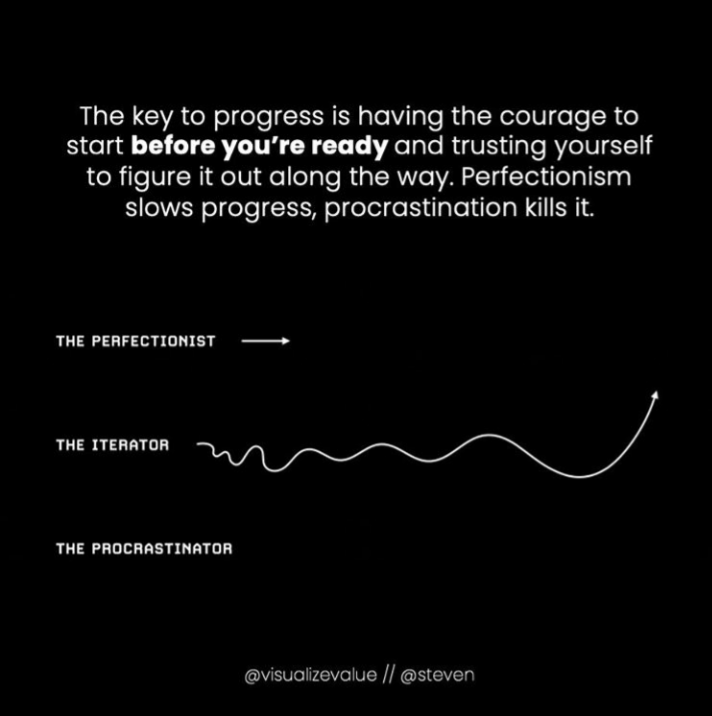 The key to progress is having the courage to
start before you're ready and trusting yourself
to figure it out along the way. Perfectionism
slows progress, procrastination kills it.
THE PERFECTIONIST
THE ITERATOR
THE PROCRASTINATOR
@visualizevalue // @steven